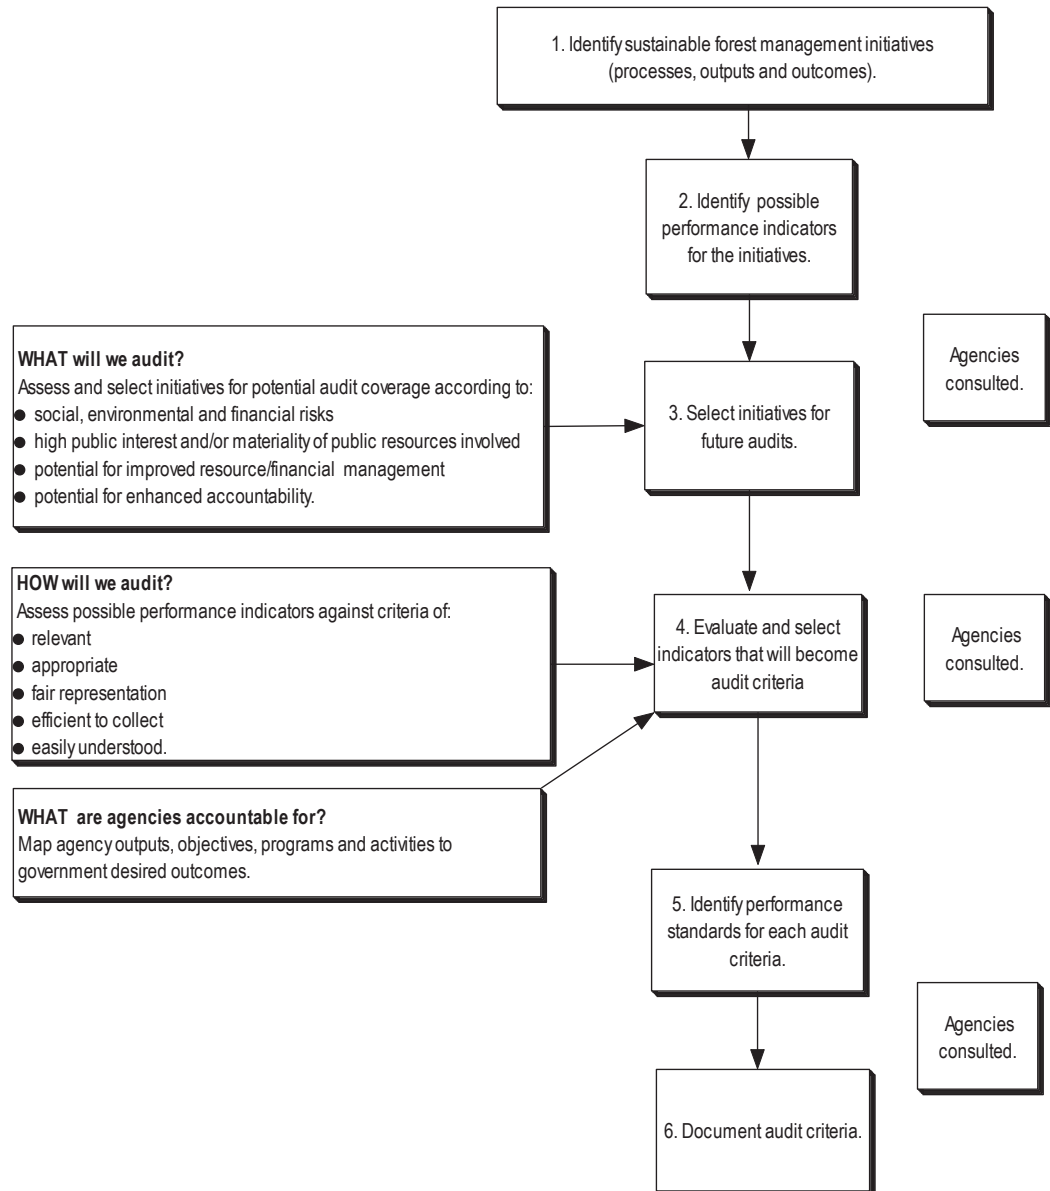 1. Identify sustainable forest management initiatives
(processes, outputs and outcomes).
2. Identify possible
performance indicators
for the initiatives.
WHAT will we audit?
Assess and select initiatives for potential audit coverage according to:
● social, environmental and financial risks
● high public interest and/or materiality of public resources involved
● potential for improved resource/financial management
● potential for enhanced accountability.
3. Select initiatives for
future audits.
Agencies
consulted.
HOW will we audit?
Assess possible performance indicators against criteria of:
● relevant
● appropriate
● fair representation
● efficient to collect
● easily understood.
4. Evaluate and select
indicators that will become
audit criteria
Agencies
consulted.
WHAT are agencies accountable for?
Map agency outputs, objectives, programs and activities to
government desired outcomes.
5. Identify performance
standards for each audit
criteria.
Agencies
consulted.
6. Document audit criteria.